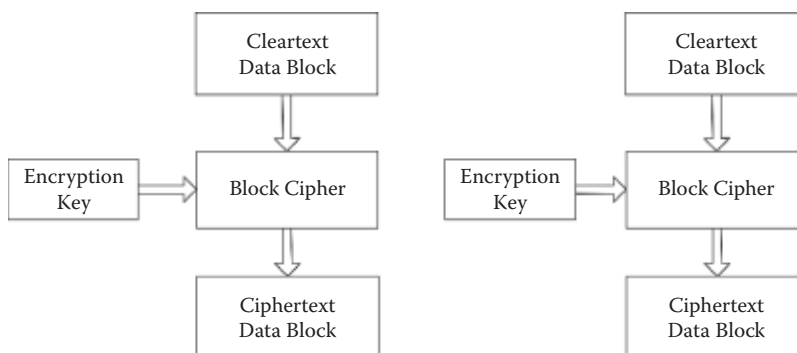 Cleartext
Data Block
Cleartext
Data Block
Encryption
Key
Block Cipher
Encryption
Key
Block Cipher
Ciphertext
Data Block
Ciphertext
Data Block